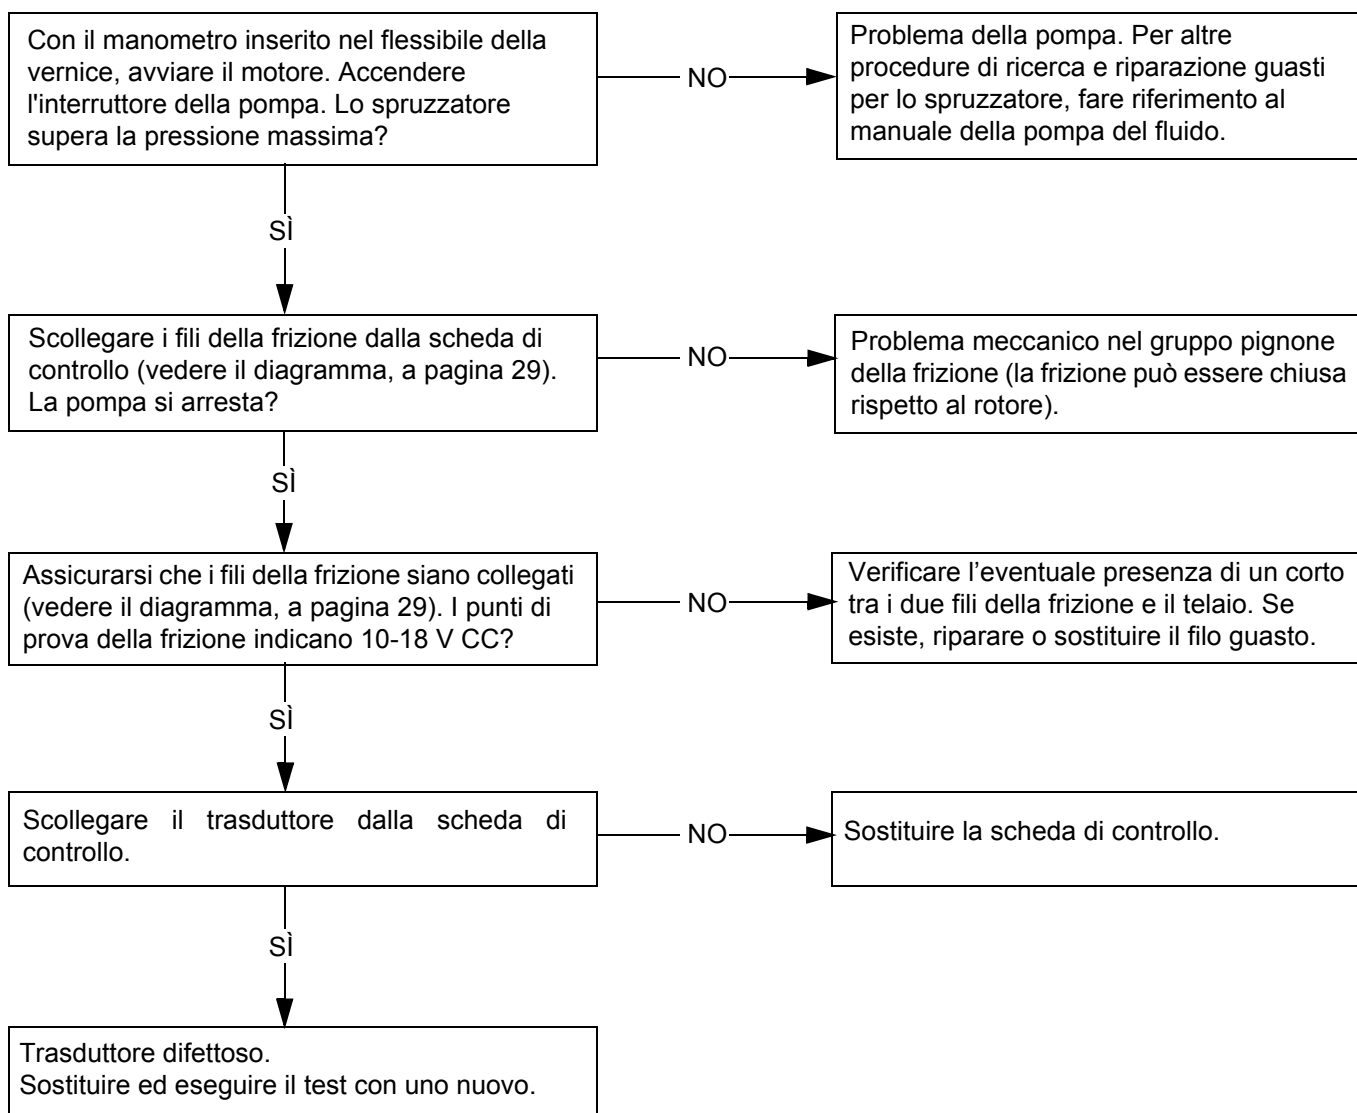 Con il manometro inserito nel flessibile della
vernice, avviare il motore. Accendere
l'interruttore della pompa. Lo spruzzatore
supera la pressione massima?
NO
Problema della pompa. Per altre
procedure di ricerca e riparazione guasti
per lo spruzzatore, fare riferimento al
manuale della pompa del fluido.
SÌ
Scollegare i fili della frizione dalla scheda di
controllo (vedere il diagramma, a pagina 29).
La pompa si arresta?
NO
Problema meccanico nel gruppo pignone
della frizione (la frizione può essere chiusa
rispetto al rotore).
SÌ
Assicurarsi che i fili della frizione siano collegati
(vedere il diagramma, a pagina 29). I punti di
prova della frizione indicano 10-18 V CC?
NO
Verificare l’eventuale presenza di un corto
tra i due fili della frizione e il telaio. Se
esiste, riparare o sostituire il filo guasto.
SÌ
Scollegare il trasduttore dalla scheda di
controllo.
NO
Sostituire la scheda di controllo.
SÌ
Trasduttore difettoso.
Sostituire ed eseguire il test con uno nuovo.